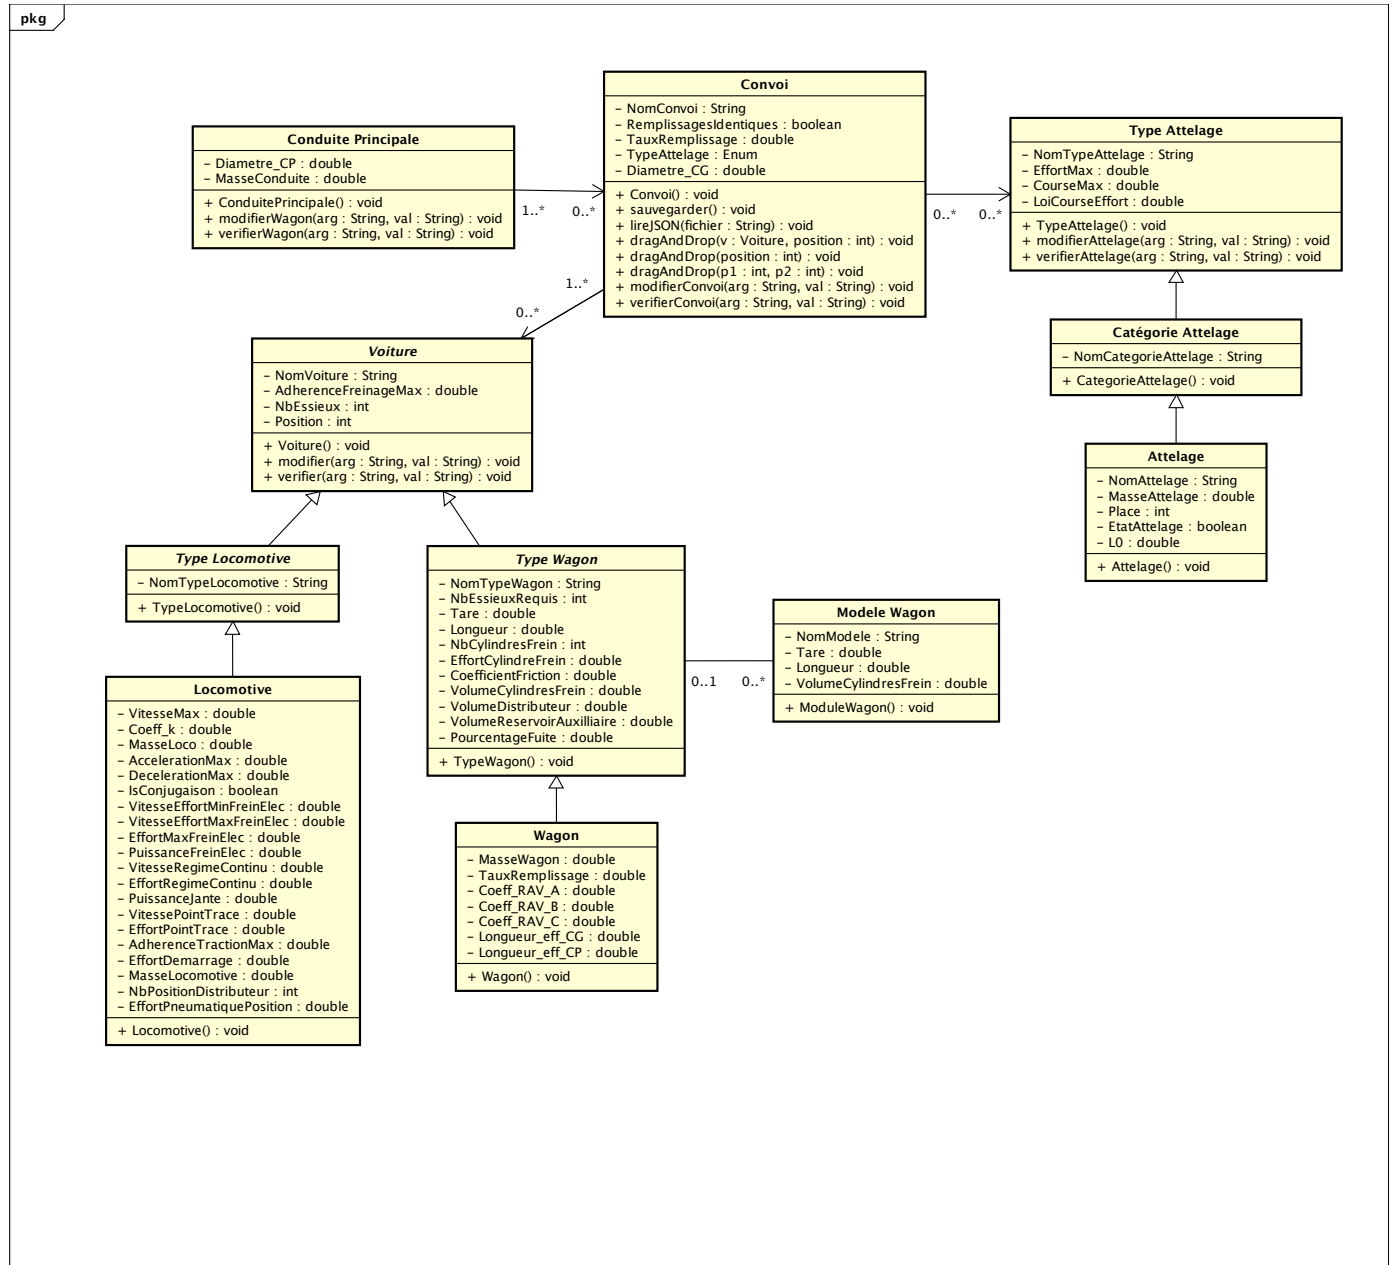 pkg
Convoi
– NomConvoi : String
– RemplissagesIdentiques : boolean
– TauxRemplissage : double
– TypeAttelage : Enum
– Diametre_CG : double
+ Convoi() : void
+ sauvegarder() : void
+ lireJSON(fichier : String) : void
+ dragAndDrop(v : Voiture, position : int) : void
+ dragAndDrop(position : int) : void
+ dragAndDrop(p1 : int, p2 : int) : void
+ modifierConvoi(arg : String, val : String) : void
+ verifierConvoi(arg : String, val : String) : void
Conduite Principale
– Diametre_CP : double
– MasseConduite : double
+ ConduitePrincipale() : void
+ modifierWagon(arg : String, val : String) : void
+ verifierWagon(arg : String, val : String) : void
1..*
0..*
Type Attelage
– NomTypeAttelage : String
– EffortMax : double
– CourseMax : double
– LoiCourseEffort : double
+ TypeAttelage() : void
+ modifierAttelage(arg : String, val : String) : void
+ verifierAttelage(arg : String, val : String) : void
0..*
0..*
1..*
0..*
Catégorie Attelage
– NomCategorieAttelage : String
+ CategorieAttelage() : void
Voiture
– NomVoiture : String
– AdherenceFreinageMax : double
– NbEssieux : int
– Position : int
+ Voiture() : void
+ modifier(arg : String, val : String) : void
+ verifier(arg : String, val : String) : void
Attelage
– NomAttelage : String
– MasseAttelage : double
– Place : int
– EtatAttelage : boolean
– L0 : double
+ Attelage() : void
Type Locomotive
– NomTypeLocomotive : String
+ TypeLocomotive() : void
Type Wagon
– NomTypeWagon : String
– NbEssieuxRequis : int
– Tare : double
– Longueur : double
– NbCylindresFrein : int
– EffortCylindreFrein : double
– CoefficientFriction : double
– VolumeCylindresFrein : double
– VolumeDistributeur : double
– VolumeReservoirAuxilliaire : double
– PourcentageFuite : double
+ TypeWagon() : void
0..1
0..*
Modele Wagon
– NomModele : String
– Tare : double
– Longueur : double
– VolumeCylindresFrein : double
+ ModuleWagon() : void
Locomotive
– VitesseMax : double
– Coeff_k : double
– MasseLoco : double
– AccelerationMax : double
– DecelerationMax : double
– IsConjugaison : boolean
– VitesseEffortMinFreinElec : double
– VitesseEffortMaxFreinElec : double
– EffortMaxFreinElec : double
– PuissanceFreinElec : double
– VitesseRegimeContinu : double
– EffortRegimeContinu : double
– PuissanceJante : double
– VitessePointTrace : double
– EffortPointTrace : double
– AdherenceTractionMax : double
– EffortDemarrage : double
– MasseLocomotive : double
– NbPositionDistributeur : int
– EffortPneumatiquePosition : double
+ Locomotive() : void
Wagon
– MasseWagon : double
– TauxRemplissage : double
– Coeff_RAV_A : double
– Coeff_RAV_B : double
– Coeff_RAV_C : double
– Longueur_eff_CG : double
– Longueur_eff_CP : double
+ Wagon() : void